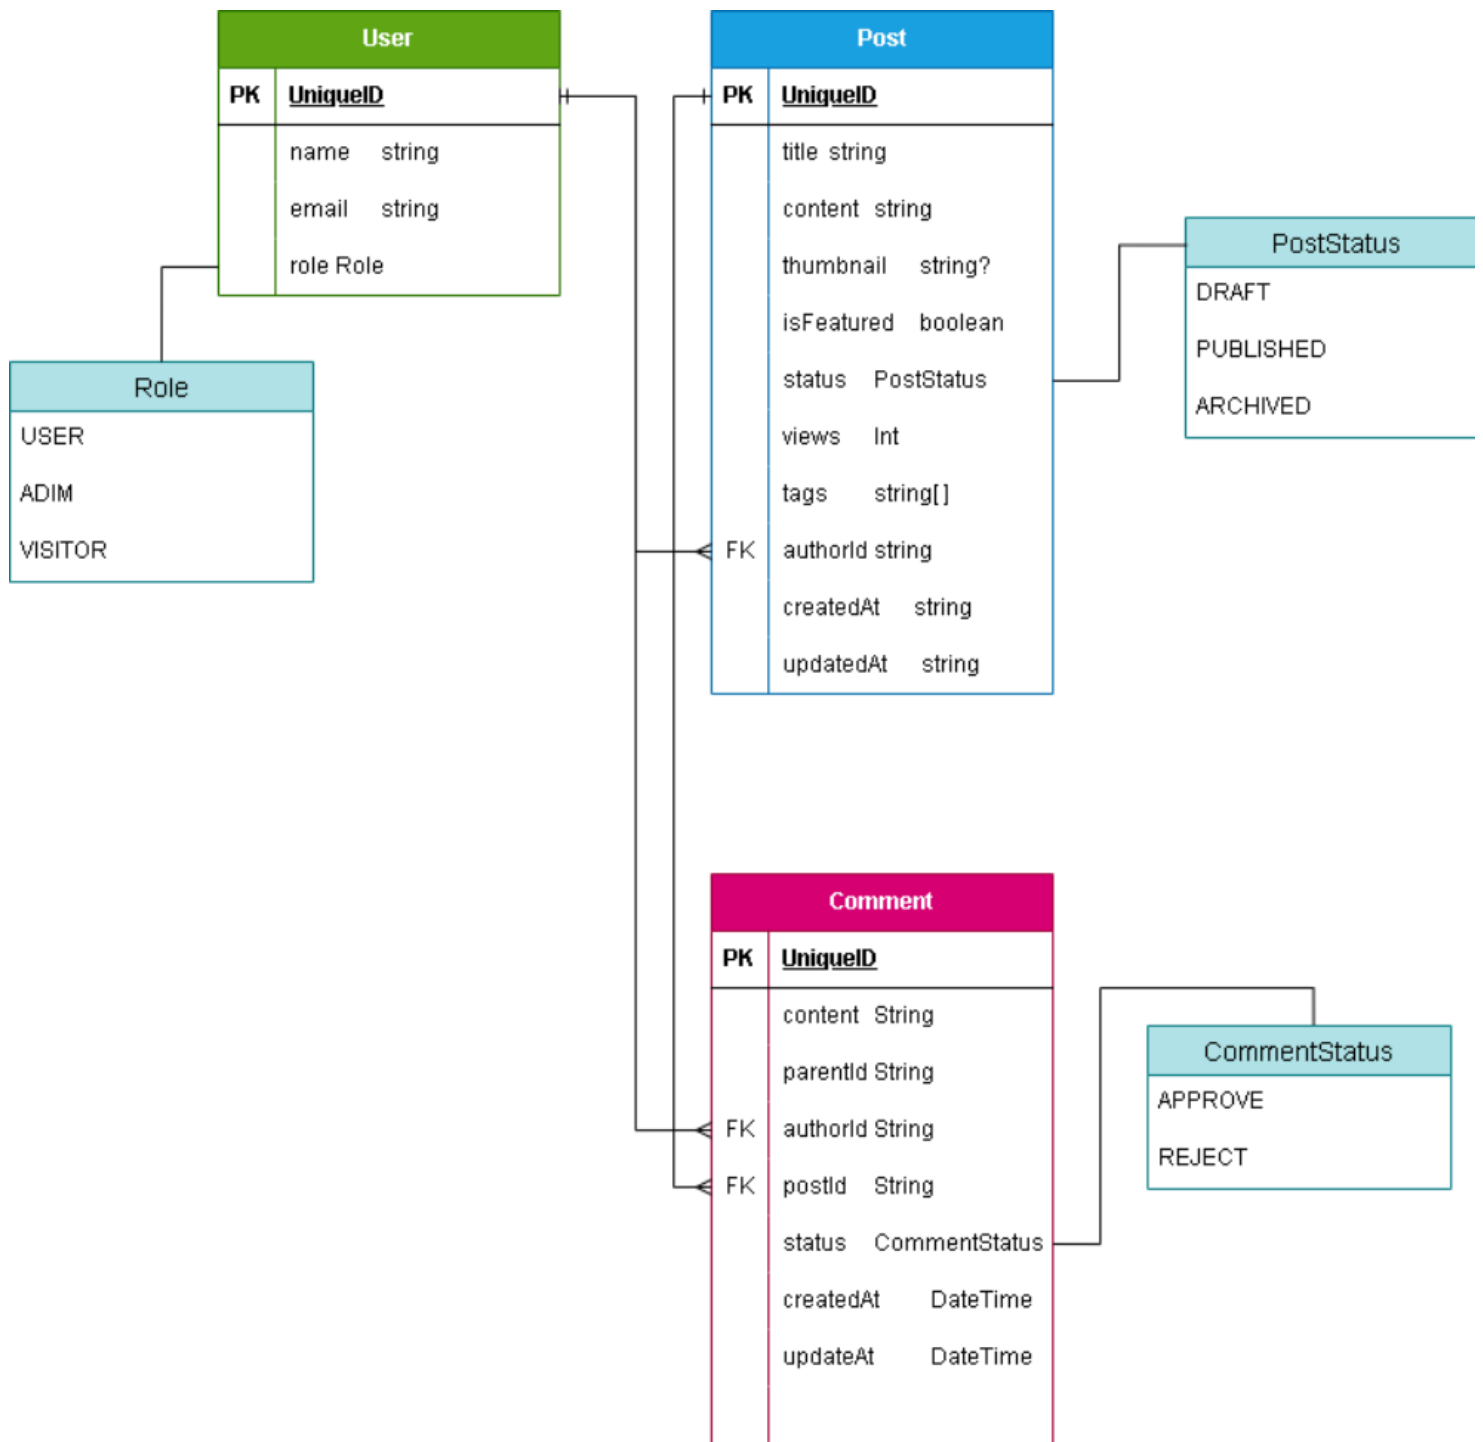 User
PK UniqueID
name string
email string
role Role
Role
USER
ADIM
VISITOR
Post
PK UniqueID
title string
content string
thumbnail string?
isFeatured boolean
status PostStatus
views Int
tags string[]
FK authorId string
createdAt string
updatedAt string
PostStatus
DRAFT
PUBLISHED
ARCHIVED
Comment
PK UniqueID
content String
parentId String
FK authorId String
FK postId String
status CommentStatus
createdAt DateTime
updateAt DateTime
CommentStatus
APPROVE
REJECT